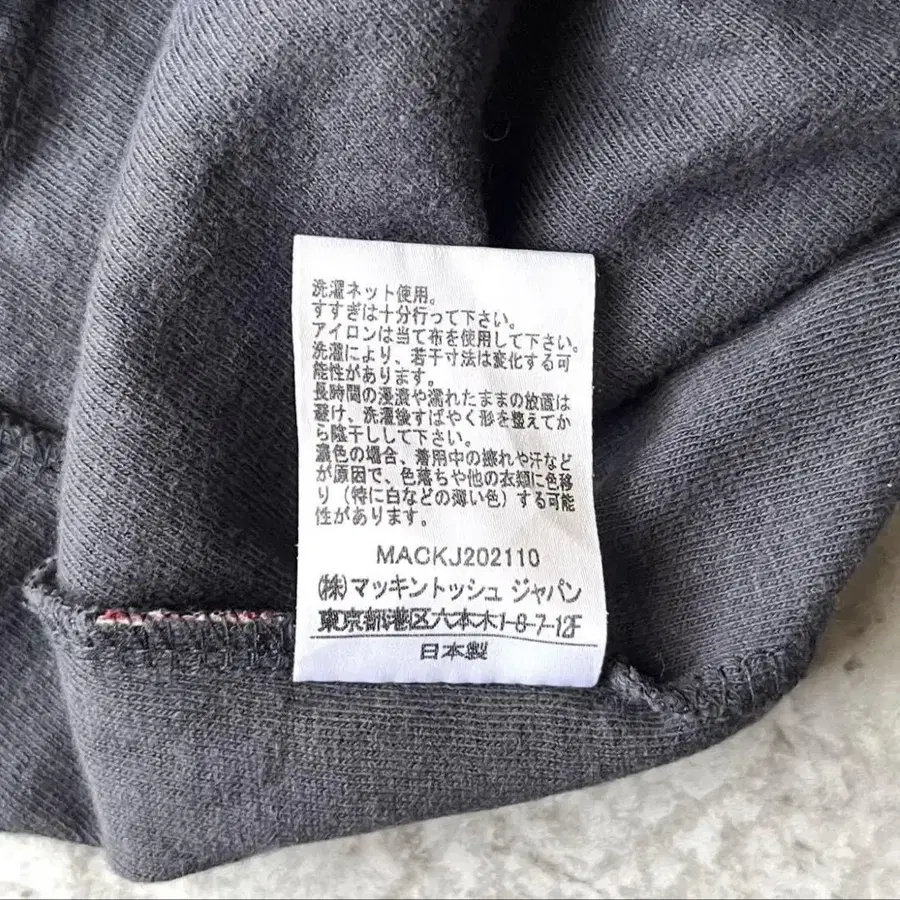 洗濯ネット使用。
すすぎは十分行って下さい。
アイロンは当て布を使用して下さい。
洗濯により、若干寸法は変化する可
能性があります。
長時間の浸漬や濡れたままの放置は
避け、洗濯後すばやく形を整えてか
ら陰干しして下さい。
濃色の場合、着用中の擦れや汗など
が原因で、色落ちや他の衣類に色移
り（特に白などの薄い色）する可能
性があります。
MACKJ202110
(株)マッキントッシュ ジャパン
東京都港区六本木1-8-7-12F
日本製